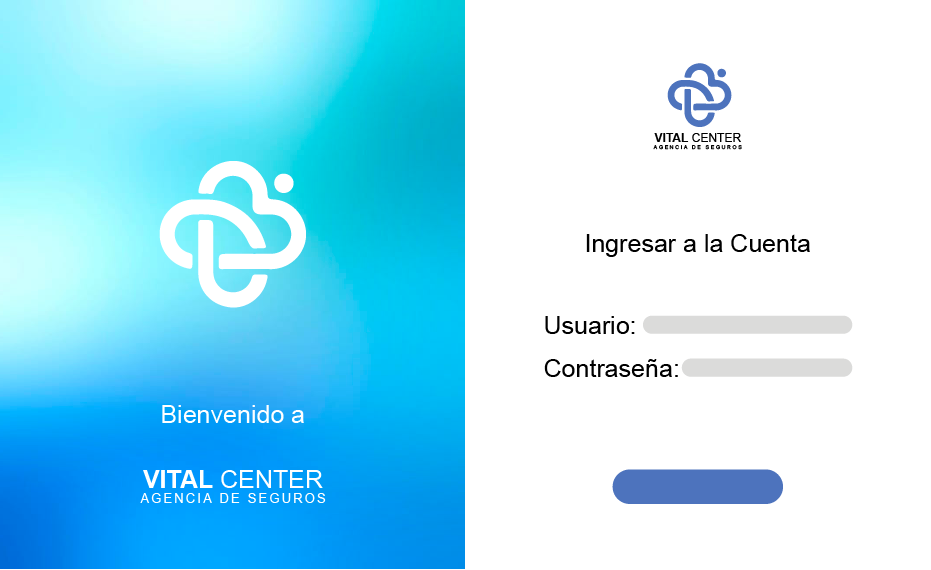 Bienvenido a
VITAL CENTER
AGENCIA DE SEGUROS
VITAL CENTER
AGENCIA DE SEGUROS
Ingresar a la Cuenta
Usuario:
Contraseña: